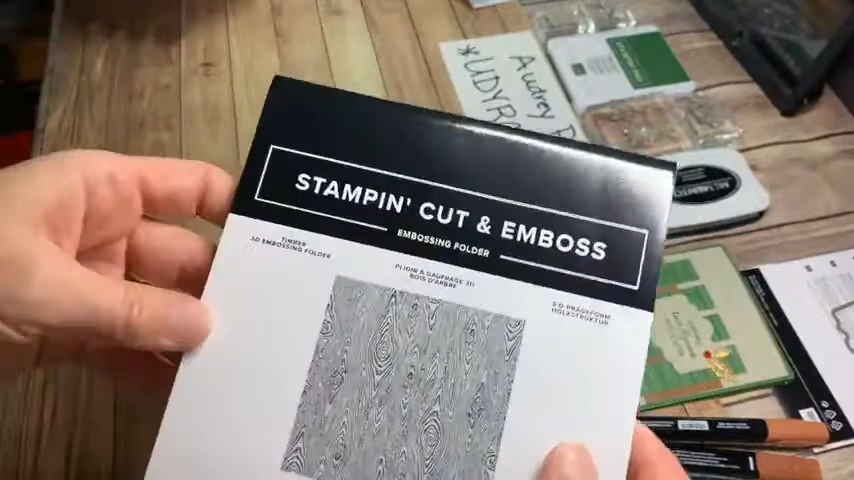 STAMPIN' CUT & EMBOSS
EMBOSSING FOLDER
TIMBER
3D EMBOSSING FOLDER
PLIOIR À GAUFRAGE 3D
BOIS D'ARBRE
3-D-PRÄGEFORM
HOLZSTRUKTUR
Audrey
*UDYR